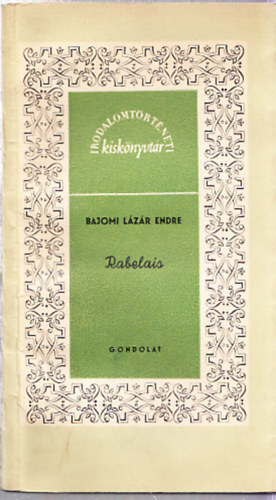 IRODALOMTÖRTÉNETI
kiskönyvtár
BAJOMI LÁZÁR ENDRE
Rabelais
GONDOLAT